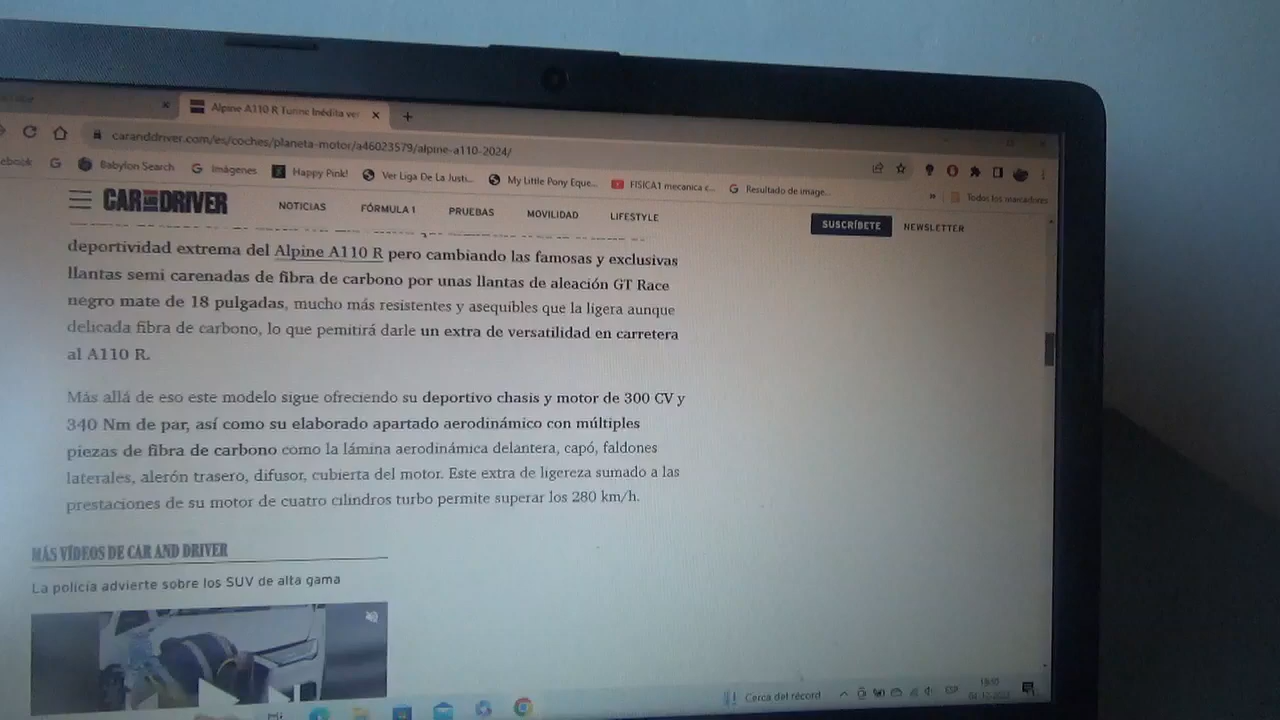 Alpine A110 R Turine Inédita ver
caranddriver.com/es/coches/planeta-motor/a46023579/alpine-a110-2024/
ebook
Babylon Search
Imágenes
Happy Pink!
Ver Liga De La Justi...
My Little Pony Eque...
FISICA1 mecanica c...
Resultado de image...
»
Todos los marcadores
CAR AND DRIVER
NOTICIAS
FÓRMULA 1
PRUEBAS
MOVILIDAD
LIFESTYLE
SUSCRÍBETE
NEWSLETTER
deportividad extrema del Alpine A110 R pero cambiando las famosas y exclusivas
llantas semi carenadas de fibra de carbono por unas llantas de aleación GT Race
negro mate de 18 pulgadas, mucho más resistentes y asequibles que la ligera aunque
delicada fibra de carbono, lo que pemitirá darle un extra de versatilidad en carretera
al A110 R.
Más allá de eso este modelo sigue ofreciendo su deportivo chasis y motor de 300 CV y
340 Nm de par, así como su elaborado apartado aerodinámico con múltiples
piezas de fibra de carbono como la lámina aerodinámica delantera, capó, faldones
laterales, alerón trasero, difusor, cubierta del motor. Este extra de ligereza sumado a las
prestaciones de su motor de cuatro cilindros turbo permite superar los 280 km/h.
MÁS VÍDEOS DE CAR AND DRIVER
La policía advierte sobre los SUV de alta gama
Cerca del récord
ESP